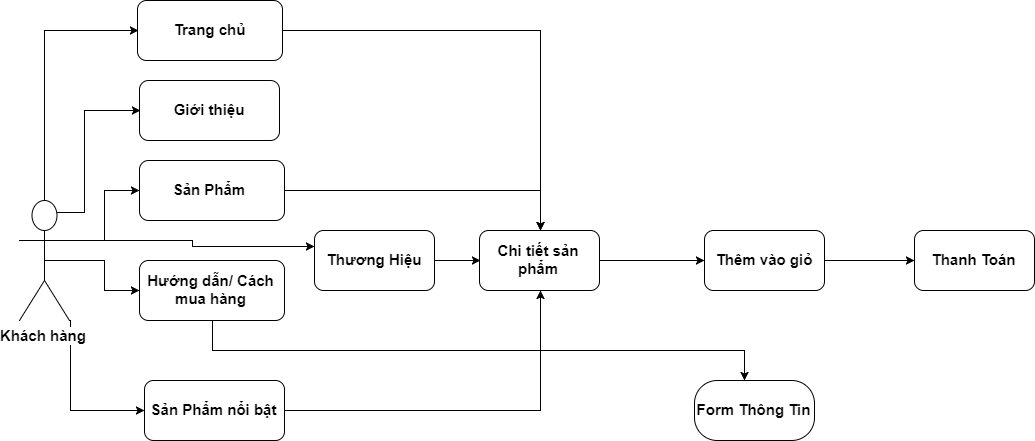 Trang chủ
Giới thiệu
Sản Phẩm
Thương Hiệu
Chi tiết sản
phẩm
Thêm vào giỏ
Thanh Toán
Hướng dẫn/ Cách
mua hàng
Khách hàng
Sản Phẩm nổi bật
Form Thông Tin